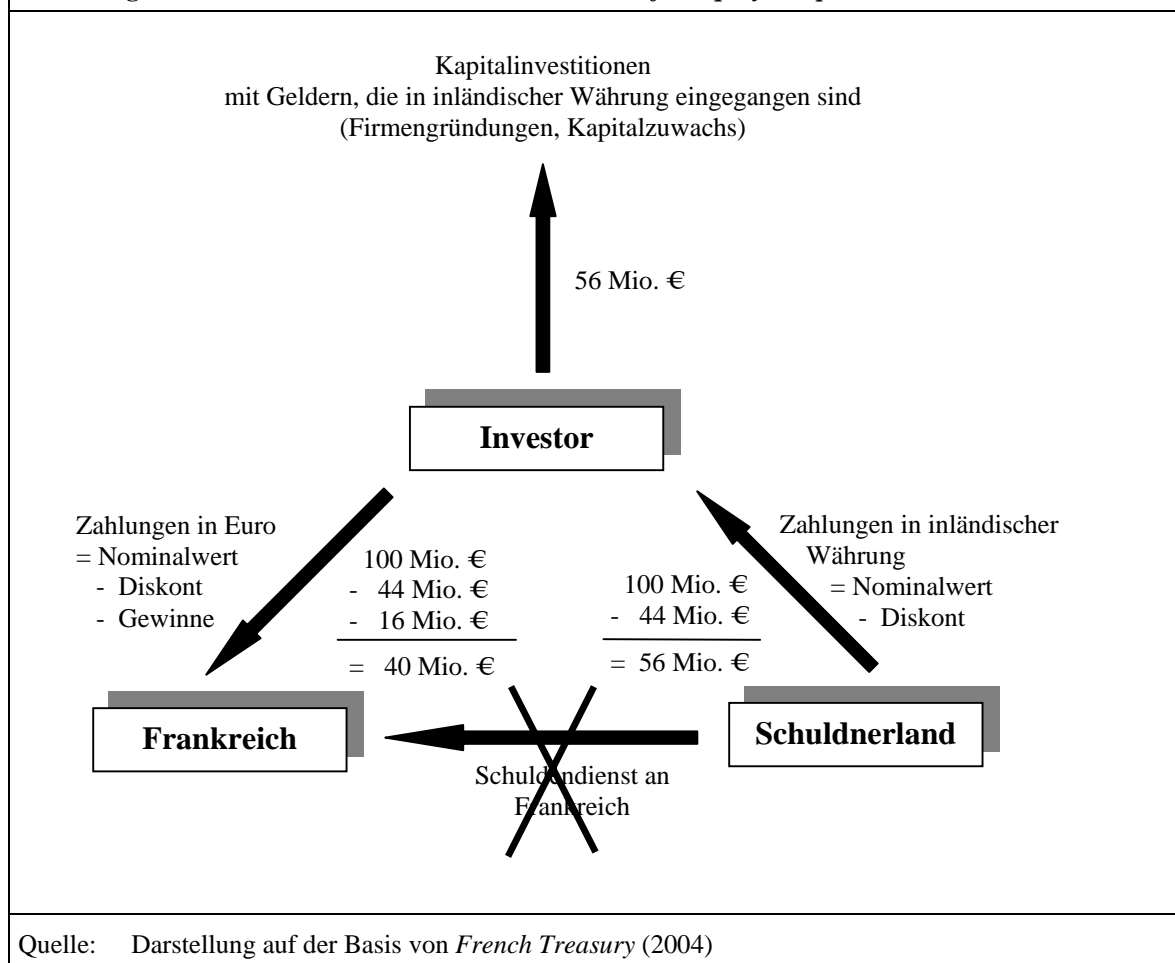 Kapitalinvestitionen
mit Geldern, die in inländischer Währung eingegangen sind
(Firmengründungen, Kapitalzuwachs)
56 Mio. €
Investor
Zahlungen in Euro
= Nominalwert
- Diskont
- Gewinne
100 Mio. €
- 44 Mio. €
- 16 Mio. €
= 40 Mio. €
100 Mio. €
- 44 Mio. €
= 56 Mio. €
Zahlungen in inländischer
Währung
= Nominalwert
- Diskont
Frankreich
Schuldnerland
Schuldendienst an
Frankreich
Quelle: Darstellung auf der Basis von French Treasury (2004)